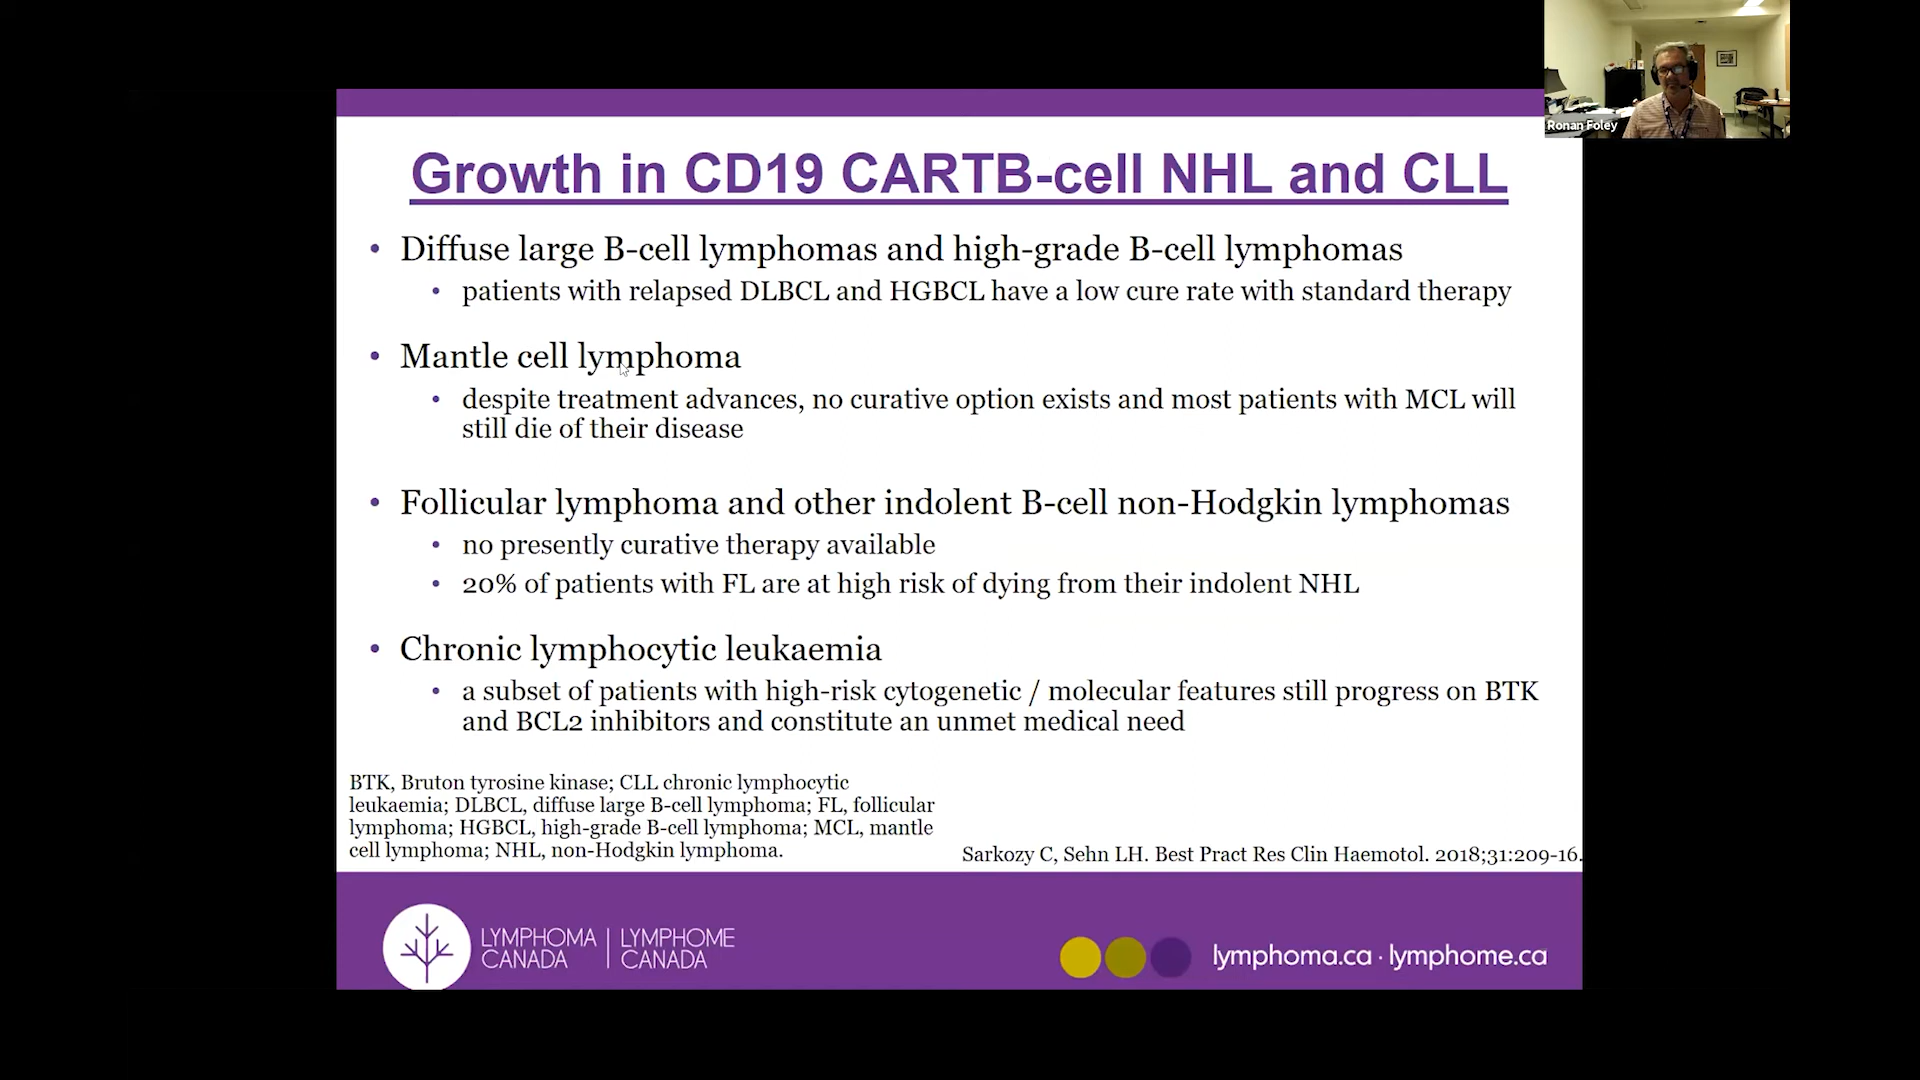 Ronan Foley
Growth in CD19 CARTB-cell NHL and CLL
• Diffuse large B-cell lymphomas and high-grade B-cell lymphomas
• patients with relapsed DLBCL and HGBCL have a low cure rate with standard therapy
• Mantle cell lymphoma
• despite treatment advances, no curative option exists and most patients with MCL will
still die of their disease
• Follicular lymphoma and other indolent B-cell non-Hodgkin lymphomas
• no presently curative therapy available
• 20% of patients with FL are at high risk of dying from their indolent NHL
• Chronic lymphocytic leukaemia
• a subset of patients with high-risk cytogenetic / molecular features still progress on BTK
and BCL2 inhibitors and constitute an unmet medical need
BTK, Bruton tyrosine kinase; CLL chronic lymphocytic
leukaemia; DLBCL, diffuse large B-cell lymphoma; FL, follicular
lymphoma; HGBCL, high-grade B-cell lymphoma; MCL, mantle
cell lymphoma; NHL, non-Hodgkin lymphoma.
Sarkozy C, Sehn LH. Best Pract Res Clin Haemotol. 2018;31:209-16.
LYMPHOMA
CANADA
LYMPHOME
CANADA
lymphoma.ca · lymphome.ca